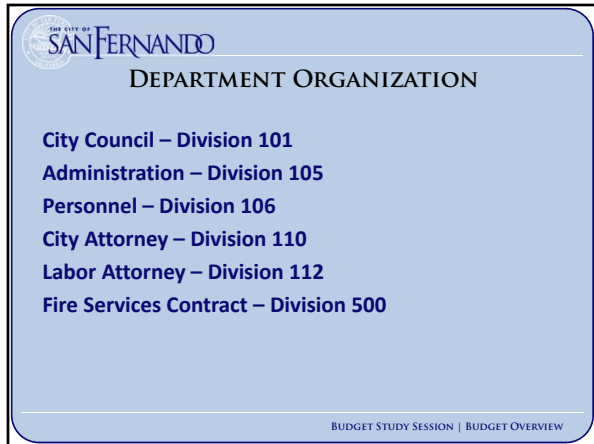 THE CITY OF
SAN FERNANDO
DEPARTMENT ORGANIZATION
City Council – Division 101
Administration – Division 105
Personnel – Division 106
City Attorney – Division 110
Labor Attorney – Division 112
Fire Services Contract – Division 500
BUDGET STUDY SESSION | BUDGET OVERVIEW